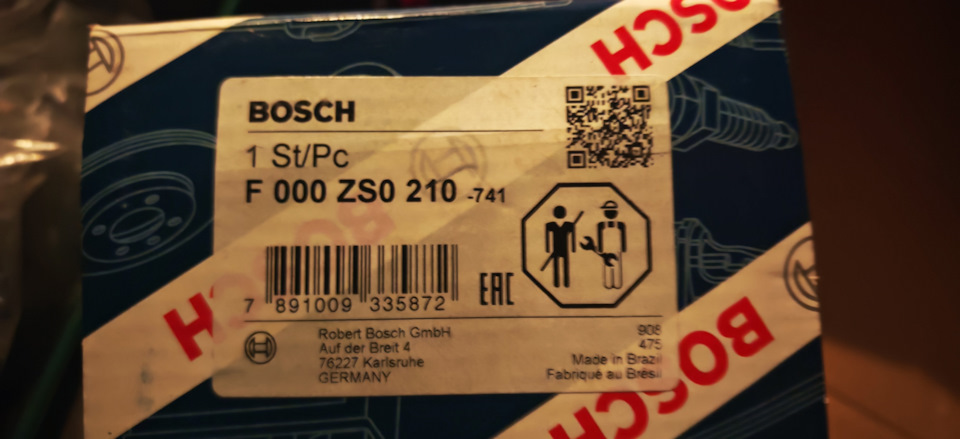 BOSCH
BOSCH
1 St/Pc
F 000 ZS0 210 -741
7 891009 335872
EAC
Robert Bosch GmbH
Auf der Breit 4
76227 Karlsruhe
GERMANY
908
475
Made in Brazil
Fabriqué au Brésil
BOSCH